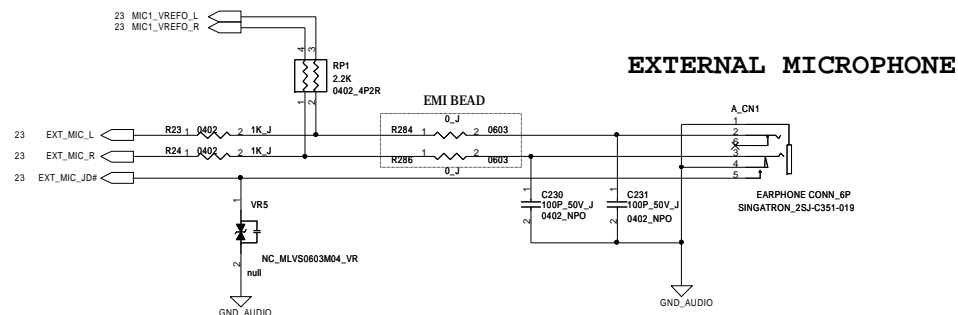 23 MIC1_VREFO_L
23 MIC1_VREFO_R
4 3
RP1
2.2K
0402_4P2R
1 2
EXTERNAL MICROPHONE
EMI BEAD
0_J
A_CN1
23 EXT_MIC_L R23 1 0402 2 1K_J R284 1 2 0603
23 EXT_MIC_R R24 1 0402 2 1K_J R286 1 2 0603
0_J
23 EXT_MIC_JD#
1
2
6
3
4
5
EARPHONE CONN_6P
SINGATRON_2SJ-C351-019
1 VR5
2 NC_MLVS0603M04_VR
null
GND_AUDIO
1 C230
100P_50V_J
2 0402_NPO
1 C231
100P_50V_J
2 0402_NPO
GND_AUDIO